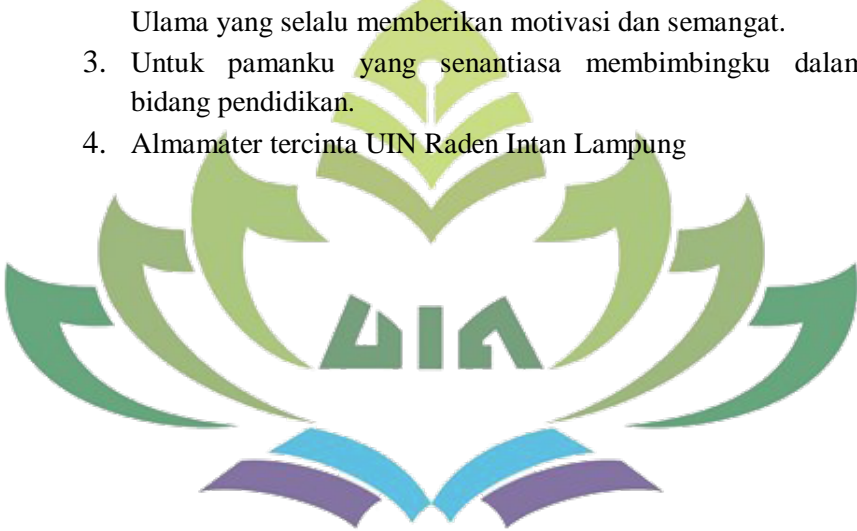 Ulama yang selalu memberikan motivasi dan semangat.
3. Untuk pamanku yang senantiasa membimbingku dalam
bidang pendidikan.
4. Almamater tercinta UIN Raden Intan Lampung
UIN